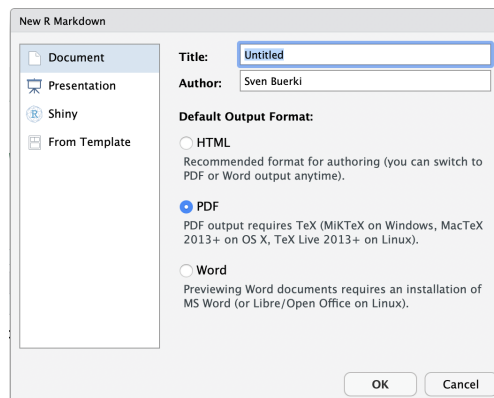 New R Markdown
Document
Presentation
R Shiny
From Template
Title: Untitled
Author: Sven Buerki
Default Output Format:
HTML
Recommended format for authoring (you can switch to
PDF or Word output anytime).
PDF
PDF output requires TeX (MiKTeX on Windows, MacTeX
2013+ on OS X, TeX Live 2013+ on Linux).
Word
Previewing Word documents requires an installation of
MS Word (or Libre/Open Office on Linux).
OK Cancel